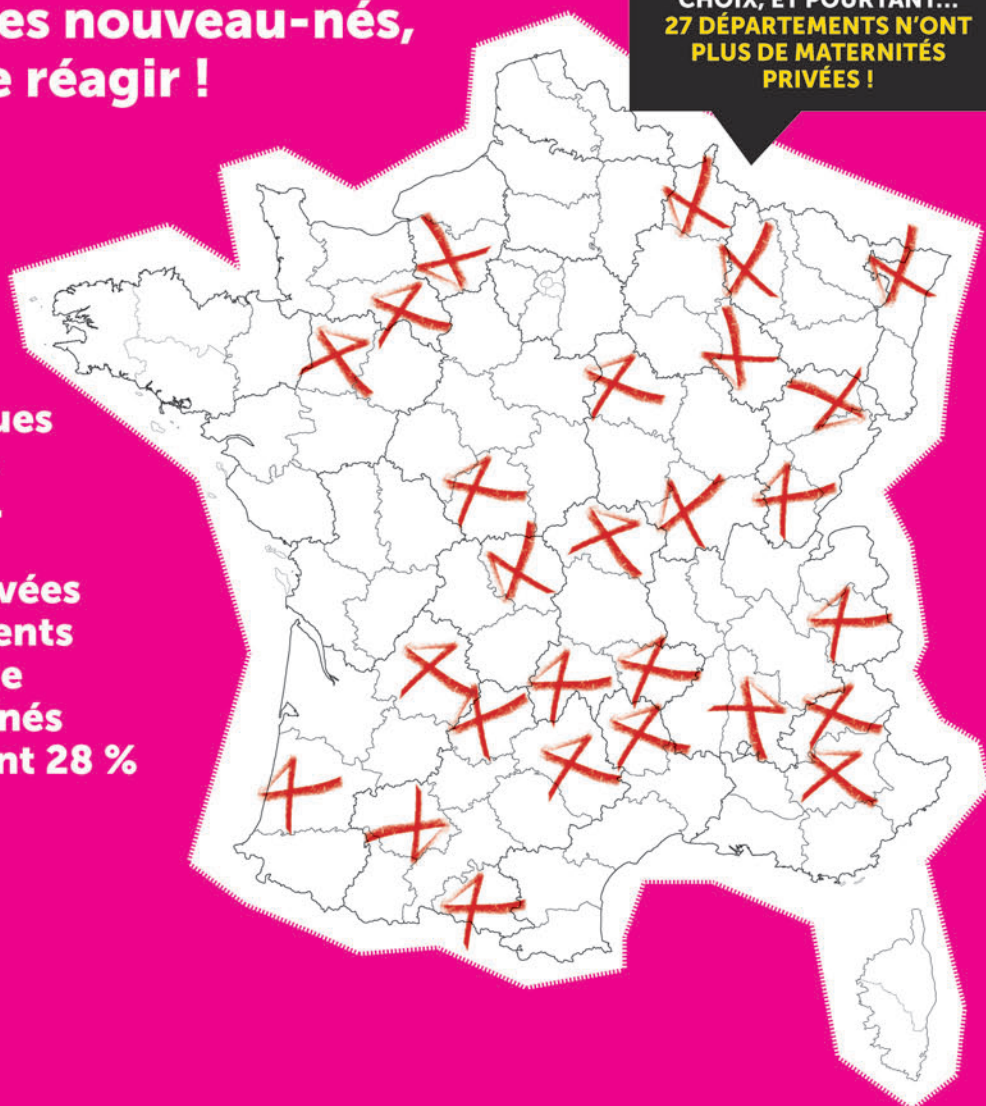 es nouveau-nés,
e réagir !
CHOIX, ET POURTANT...
27 DÉPARTEMENTS N'ONT
PLUS DE MATERNITÉS
PRIVÉES !
ues
vées
ents
e
nés
nt 28 %